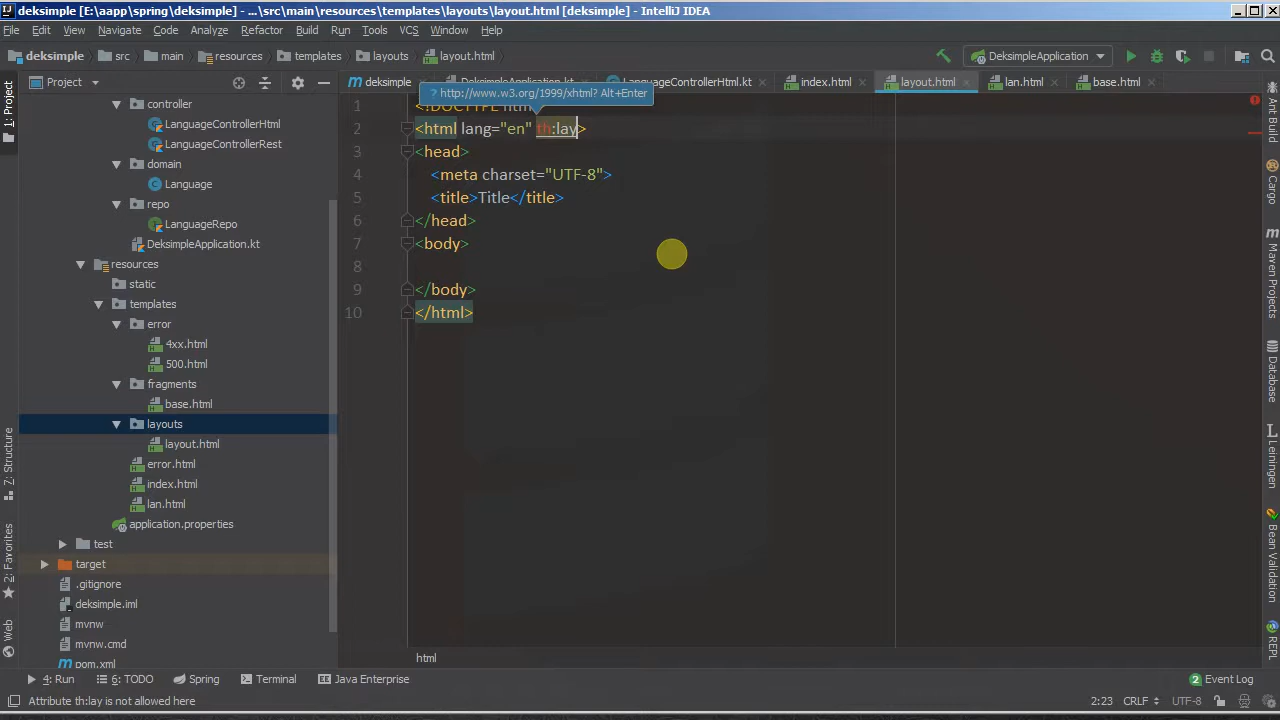 deksimple [E:\aapp\spring\deksimple] - ...\src\main\resources\templates\layouts\layout.html [deksimple] - IntelliJ IDEA
File Edit View Navigate Code Analyze Refactor Build Run Tools VCS Window Help
deksimple src main resources templates layouts layout.html DeksimpleApplication
Project deksimple DeksimpleApplication.kt LanguageControllerHtml.kt index.html layout.html lan.html base.html
? http://www.w3.org/1999/xhtml? Alt+Enter
controller
LanguageControllerHtml
LanguageControllerRest
domain
Language
repo
LanguageRepo
DeksimpleApplication.kt
resources
static
templates
error
4xx.html
500.html
fragments
base.html
layouts
layout.html
error.html
index.html
lan.html
application.properties
test
target
.gitignore
deksimple.iml
mvnw
mvnw.cmd
pom.xml
1 <!DOCTYPE htm
2 <html lang="en" th:lay>
3 <head>
4 <meta charset="UTF-8">
5 <title>Title</title>
6 </head>
7 <body>
8
9 </body>
10 </html>
html
1: Project
7: Structure
2: Favorites
Web
Ant Build
Cargo
Maven Projects
Database
Leiningen
Bean Validation
REPL
4: Run 6: TODO Spring Terminal Java Enterprise 2 Event Log
Attribute th:lay is not allowed here 2:23 CRLF UTF-8